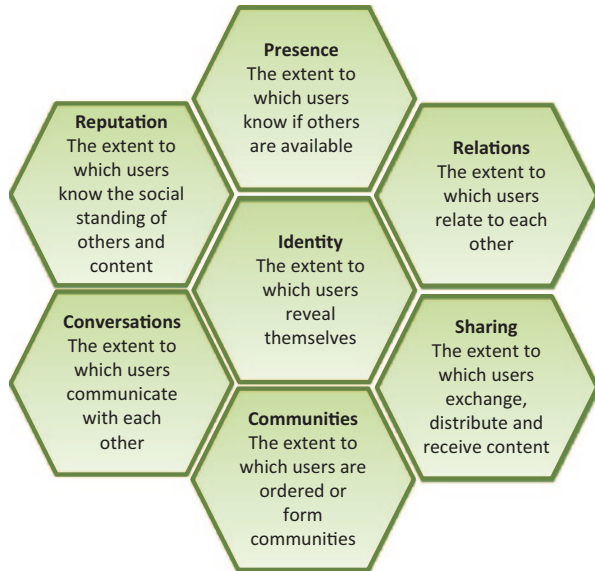 Presence
The extent to
which users
know if others
are available
Reputation
The extent to
which users
know the social
standing of
others and
content
Relations
The extent to
which users
relate to each
other
Identity
The extent to
which users
reveal
themselves
Conversations
The extent to
which users
communicate
with each
other
Sharing
The extent to
which users
exchange,
distribute and
receive content
Communities
The extent to
which users are
ordered or
form
communities